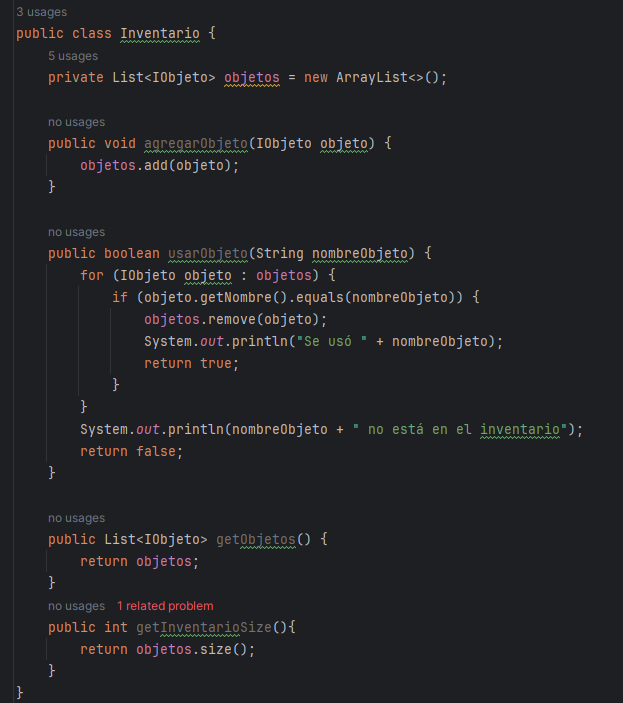 3 usages
public class Inventario {
5 usages
private List<IObjeto> objetos = new ArrayList<>();
no usages
public void agregarObjeto(IObjeto objeto) {
objetos.add(objeto);
}
no usages
public boolean usarObjeto(String nombreObjeto) {
for (IObjeto objeto : objetos) {
if (objeto.getNombre().equals(nombreObjeto)) {
objetos.remove(objeto);
System.out.println("Se usó " + nombreObjeto);
return true;
}
}
System.out.println(nombreObjeto + " no está en el inventario");
return false;
}
no usages
public List<IObjeto> getObjetos() {
return objetos;
}
no usages 1 related problem
public int getInventarioSize(){
return objetos.size();
}
}